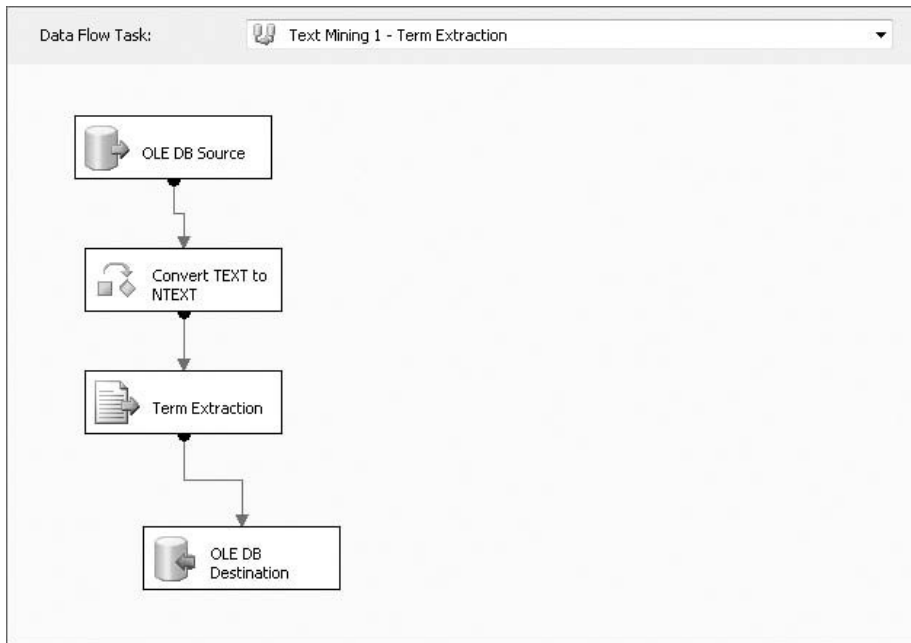 Data Flow Task:
Text Mining 1 - Term Extraction
OLE DB Source
Convert TEXT to
NTEXT
Term Extraction
OLE DB
Destination